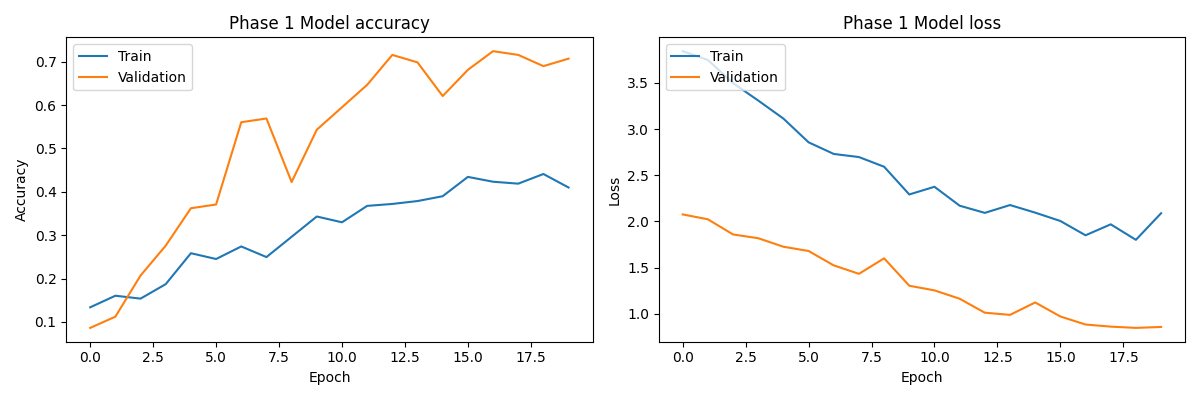 Phase 1 Model accuracy
Train
Validation
0.7
0.6
0.5
0.4
0.3
0.2
0.1
Accuracy
0.0 2.5 5.0 7.5 10.0 12.5 15.0 17.5
Epoch
Phase 1 Model loss
Train
Validation
3.5
3.0
2.5
2.0
1.5
1.0
Loss
0.0 2.5 5.0 7.5 10.0 12.5 15.0 17.5
Epoch